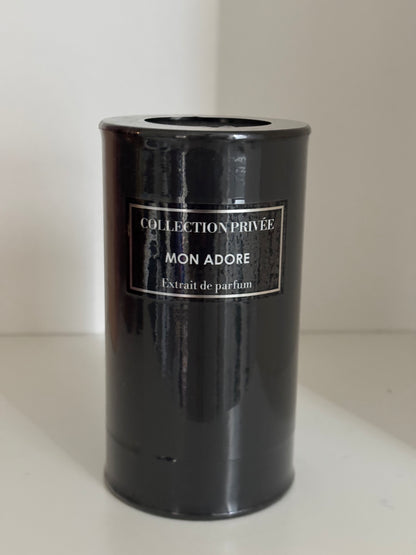 COLLECTION PRIVÉE
MON ADORE
Extrait de parfum